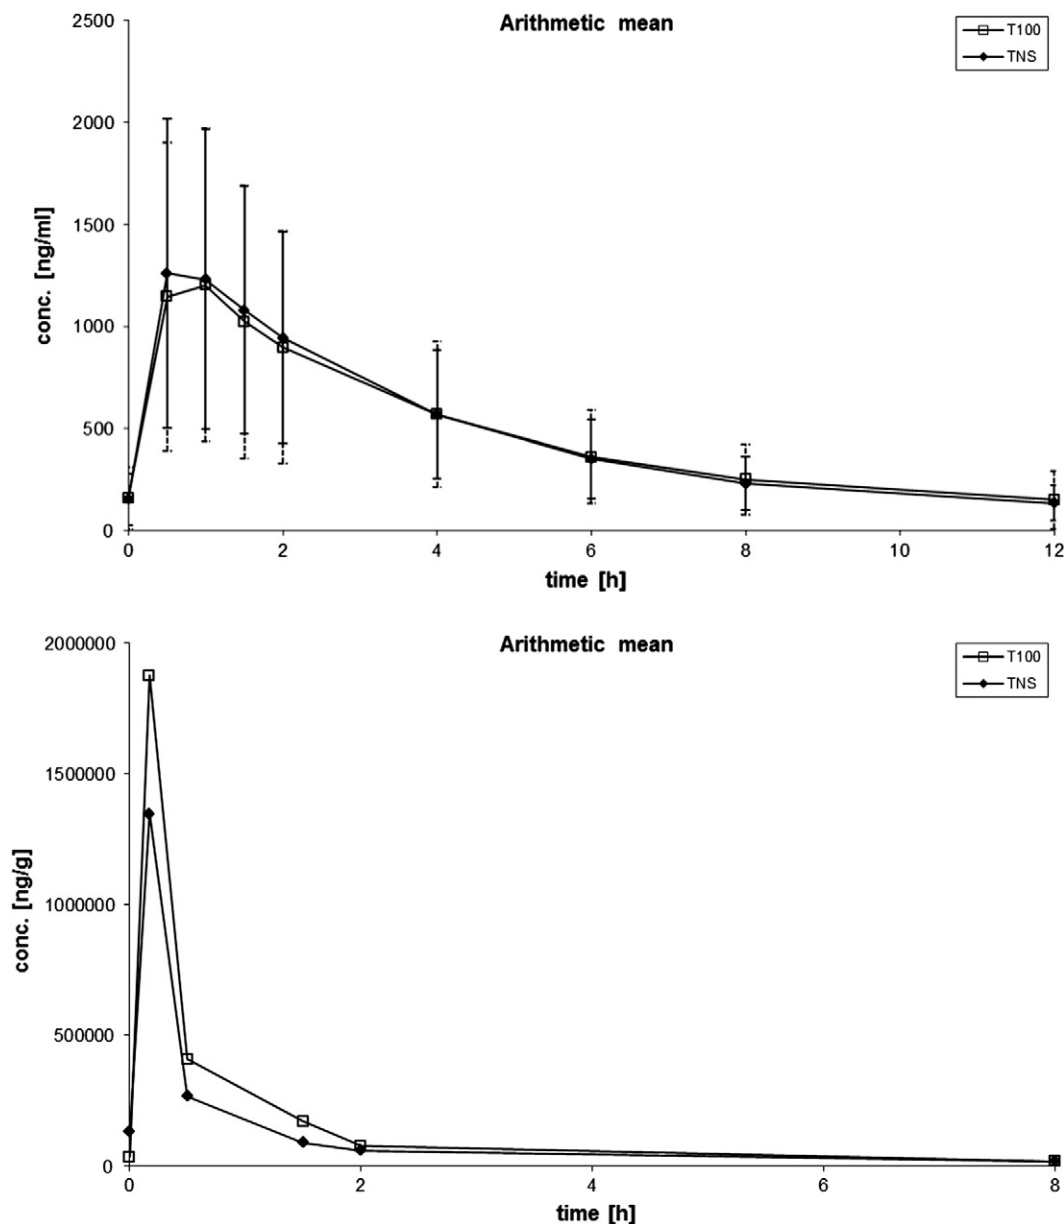 Arithmetic mean
T100
TNS
2500
2000
1500
1000
500
0
conc. [ng/ml]
0 2 4 6 8 10 12
time [h]
Arithmetic mean
T100
TNS
2000000
1500000
1000000
500000
0
conc. [ng/g]
0 2 4 6 8
time [h]